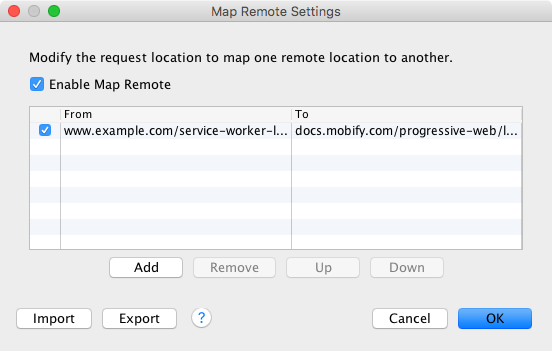 Map Remote Settings
Modify the request location to map one remote location to another.
Enable Map Remote
From To
www.example.com/service-worker-l... docs.mobify.com/progressive-web/l...
Add Remove Up Down
Import Export ? Cancel OK